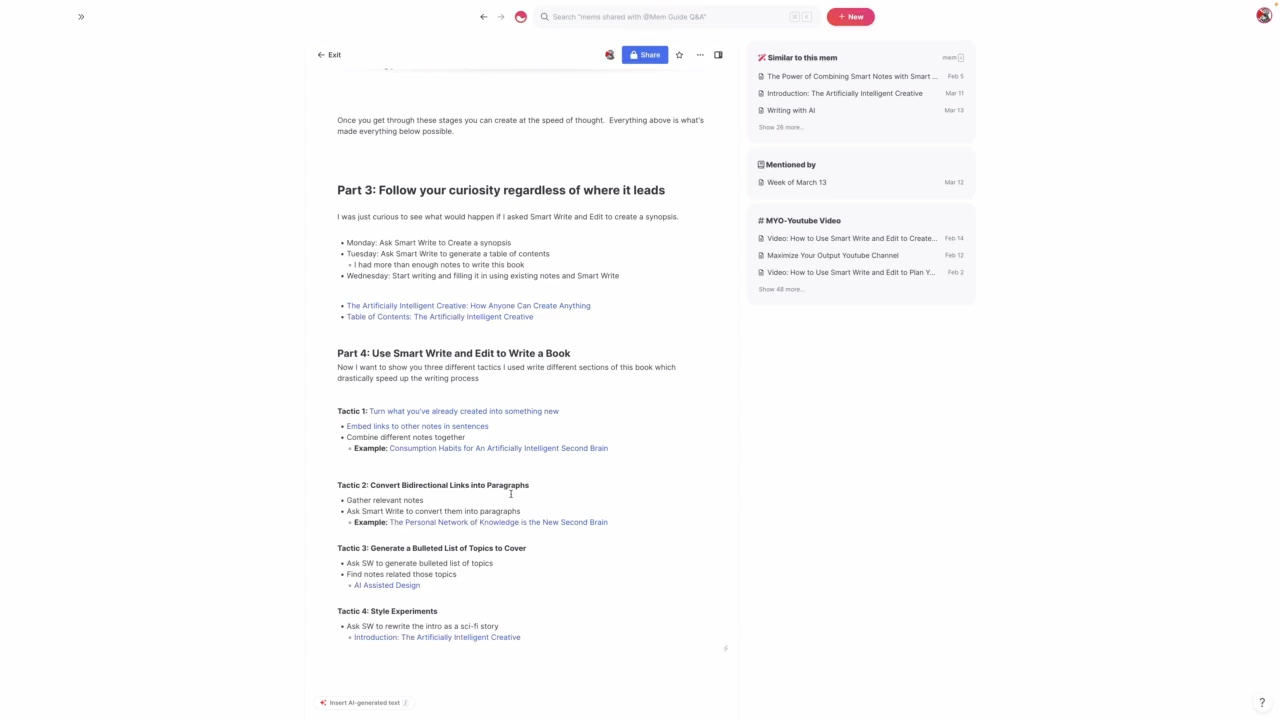 Search "mems shared with @Mem Guide Q&A"
+ New
Exit
Share
Once you get through these stages you can create at the speed of thought.  Everything above is what's
made everything below possible.
Part 3: Follow your curiosity regardless of where it leads
I was just curious to see what would happen if I asked Smart Write and Edit to create a synopsis.
• Monday: Ask Smart Write to Create a synopsis
• Tuesday: Ask Smart Write to generate a table of contents
• I had more than enough notes to write this book
• Wednesday: Start writing and filling it in using existing notes and Smart Write
• The Artificially Intelligent Creative: How Anyone Can Create Anything
• Table of Contents: The Artificially Intelligent Creative
Part 4: Use Smart Write and Edit to Write a Book
Now I want to show you three different tactics I used write different sections of this book which
drastically speed up the writing process
Tactic 1: Turn what you've already created into something new
• Embed links to other notes in sentences
• Combine different notes together
• Example: Consumption Habits for An Artificially Intelligent Second Brain
Tactic 2: Convert Bidirectional Links into Paragraphs
• Gather relevant notes
• Ask Smart Write to convert them into paragraphs
• Example: The Personal Network of Knowledge is the New Second Brain
Tactic 3: Generate a Bulleted List of Topics to Cover
• Ask SW to generate bulleted list of topics
• Find notes related those topics
• AI Assisted Design
Tactic 4: Style Experiments
• Ask SW to rewrite the intro as a sci-fi story
• Introduction: The Artificially Intelligent Creative
Insert AI-generated text
Similar to this mem
mem
The Power of Combining Smart Notes with Smart ... Feb 5
Introduction: The Artificially Intelligent Creative Mar 11
Writing with AI Mar 13
Show 26 more...
Mentioned by
Week of March 13 Mar 12
# MYO-Youtube Video
Video: How to Use Smart Write and Edit to Create... Feb 14
Maximize Your Output Youtube Channel Feb 12
Video: How to Use Smart Write and Edit to Plan Y... Feb 2
Show 48 more...
?